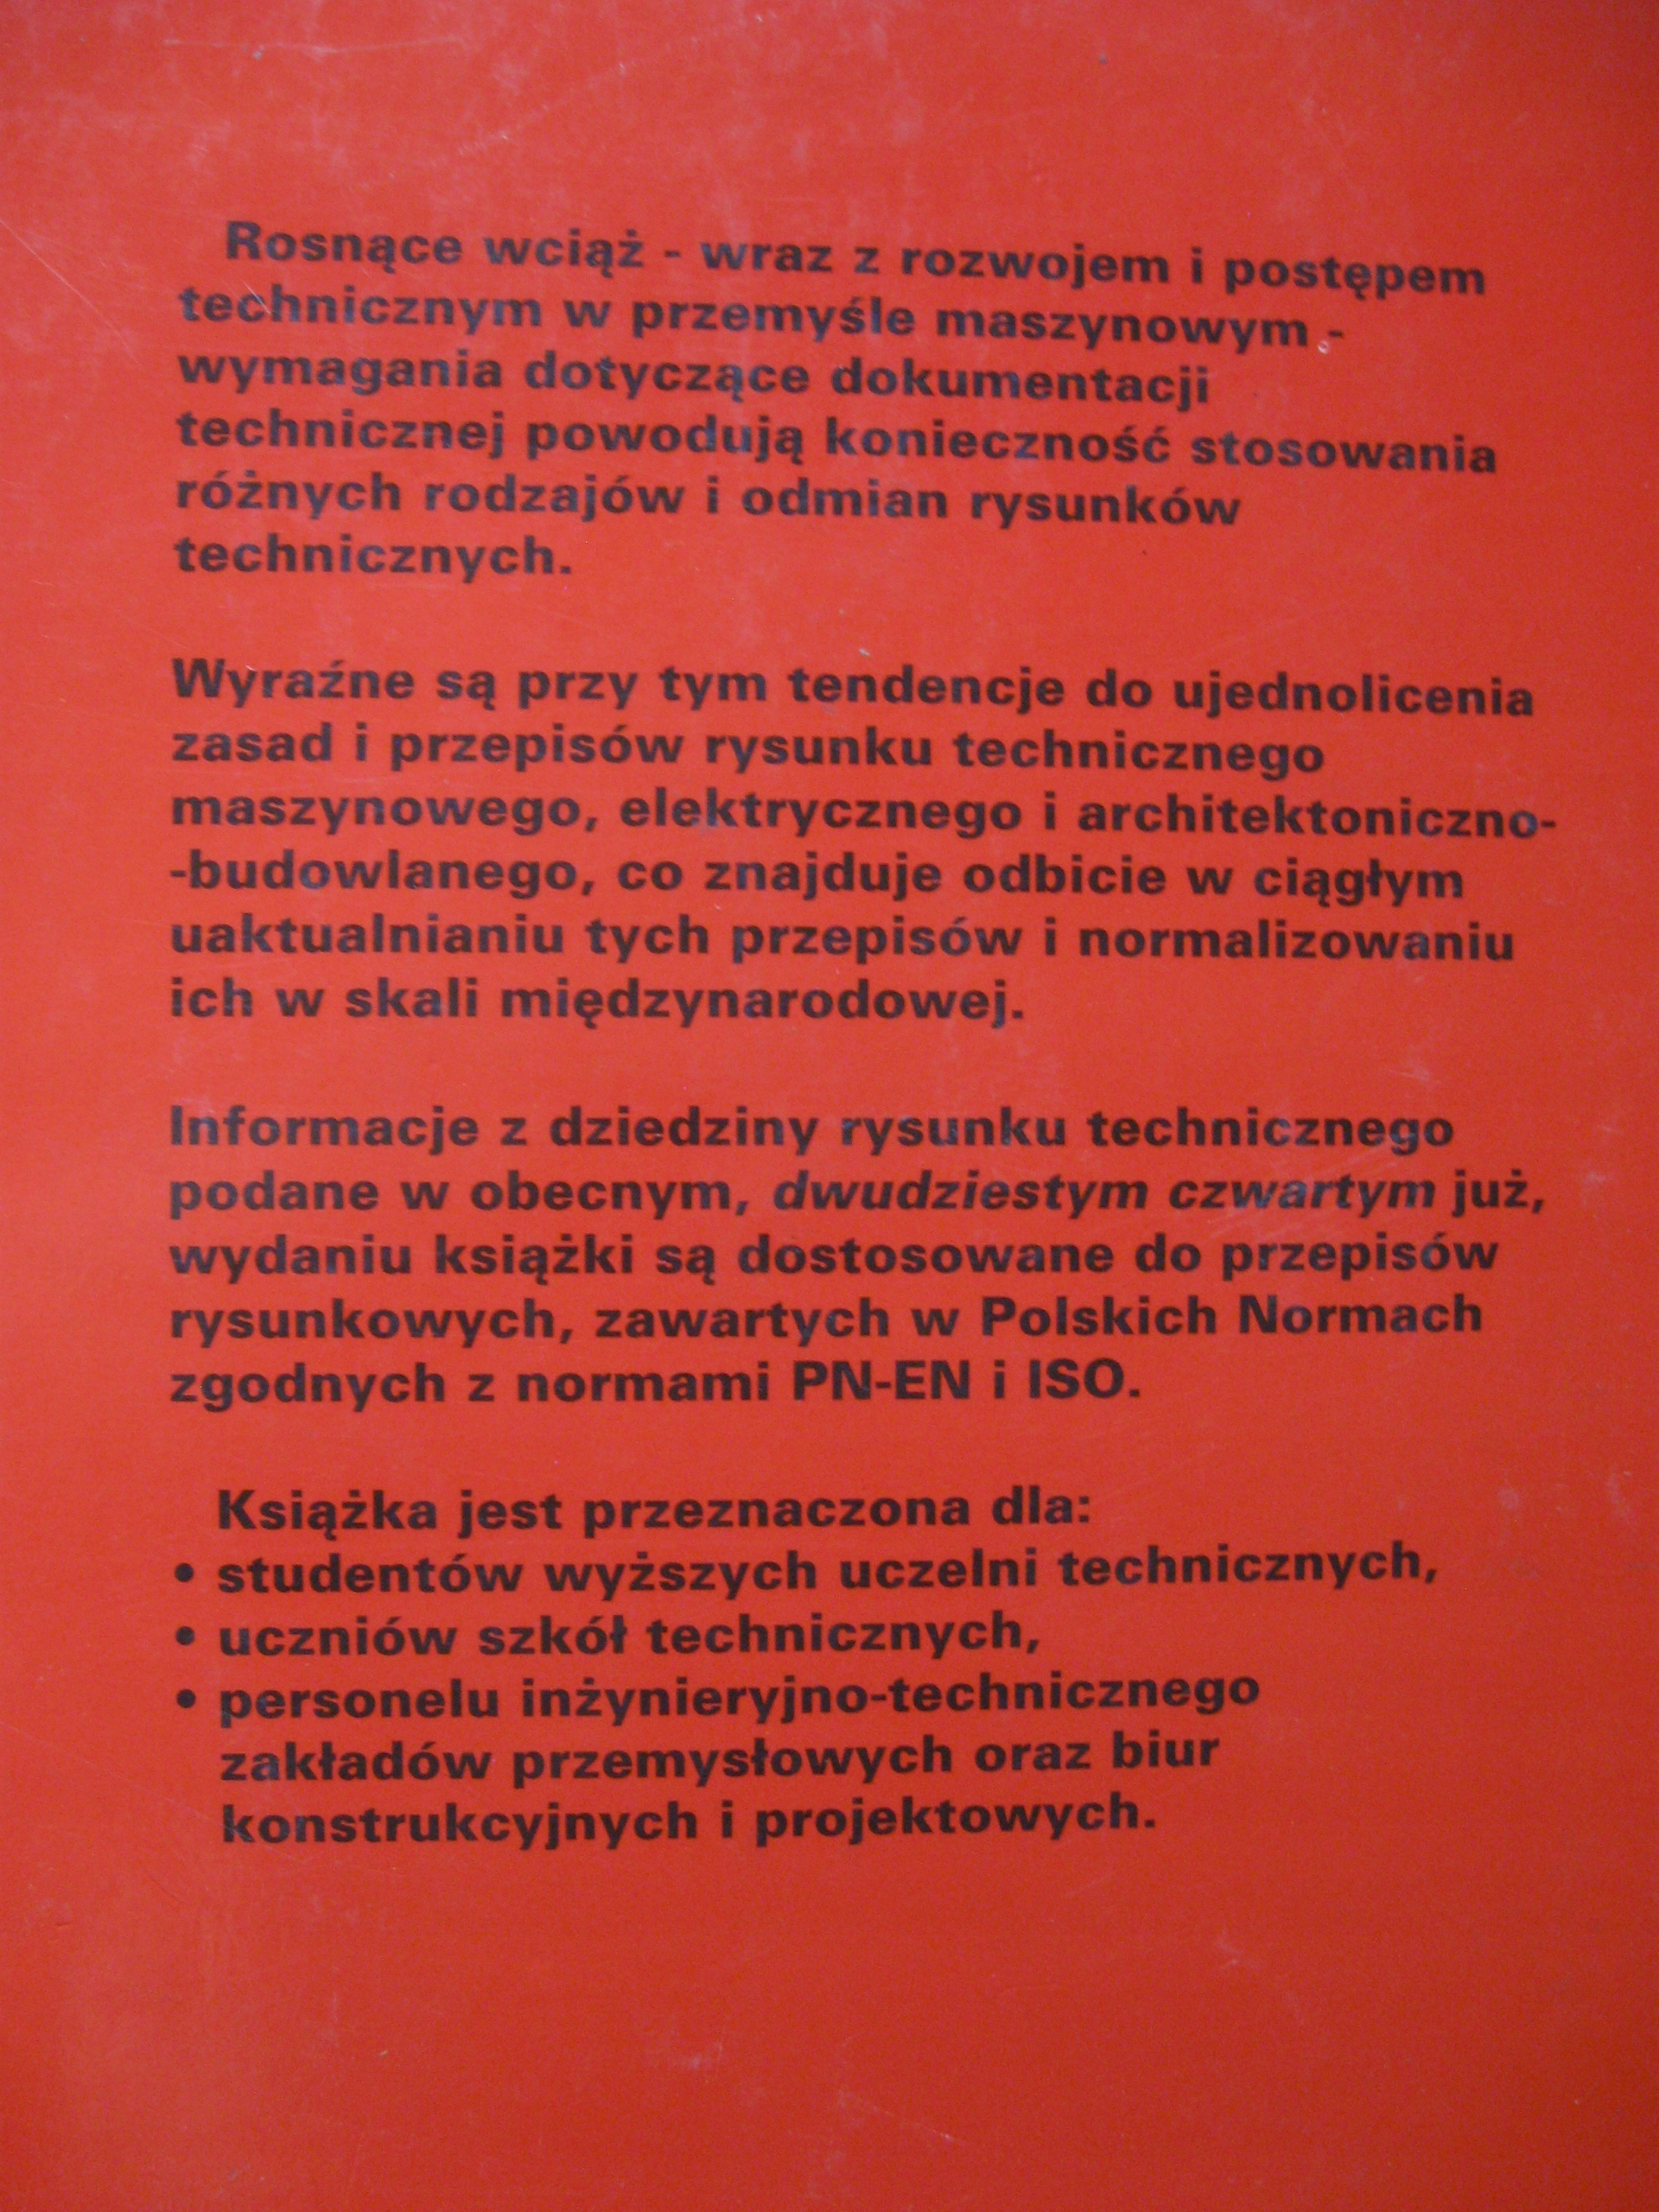 Rosnące wciąż - wraz z rozwojem i postępem
technicznym w przemyśle maszynowym -
wymagania dotyczące dokumentacji
technicznej powodują konieczność stosowania
różnych rodzajów i odmian rysunków
technicznych.
Wyraźne są przy tym tendencje do ujednolicenia
zasad i przepisów rysunku technicznego
maszynowego, elektrycznego i architektoniczno-
-budowlanego, co znajduje odbicie w ciągłym
uaktualnianiu tych przepisów i normalizowaniu
ich w skali międzynarodowej.
Informacje z dziedziny rysunku technicznego
podane w obecnym, dwudziestym czwartym już,
wydaniu książki są dostosowane do przepisów
rysunkowych, zawartych w Polskich Normach
zgodnych z normami PN-EN i ISO.
Książka jest przeznaczona dla:
• studentów wyższych uczelni technicznych,
• uczniów szkół technicznych,
• personelu inżynieryjno-technicznego
zakładów przemysłowych oraz biur
konstrukcyjnych i projektowych.